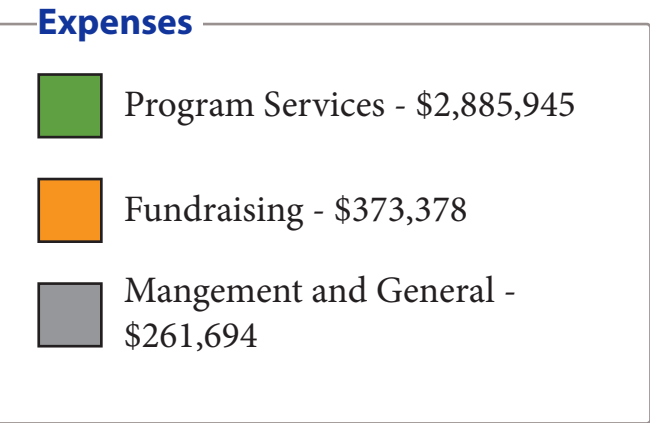 Expenses
Program Services - $2,885,945
Fundraising - $373,378
Mangement and General -
$261,694